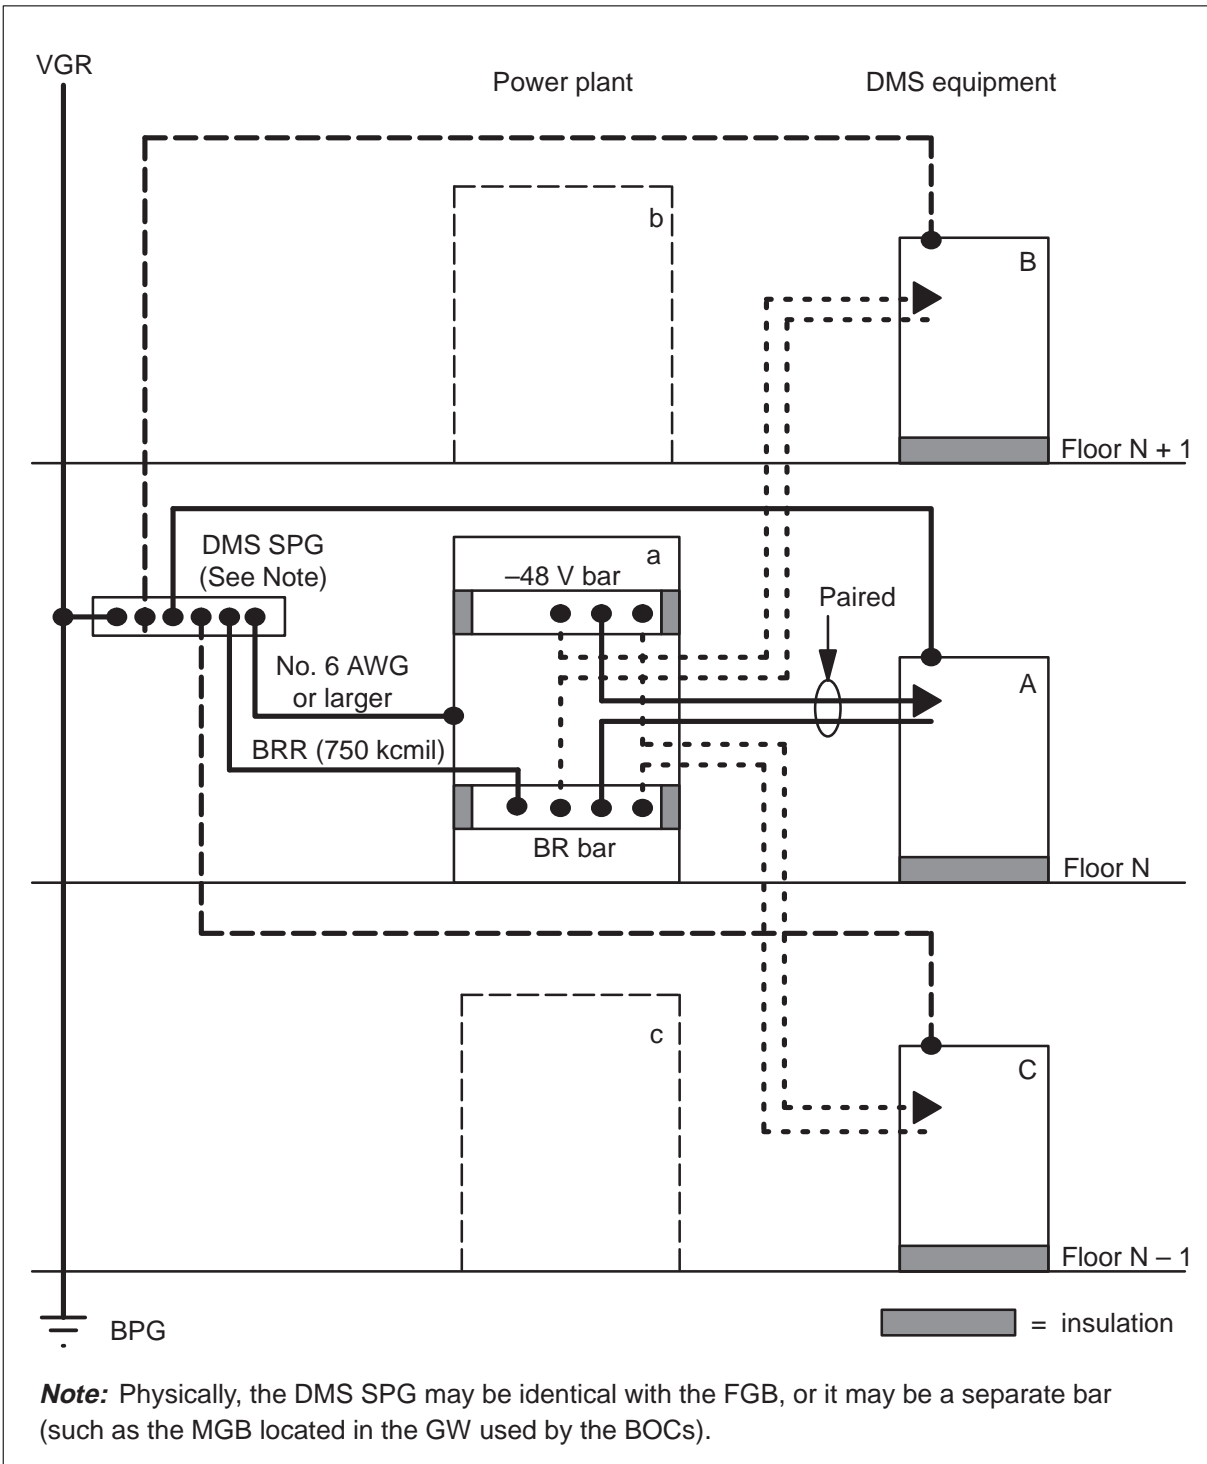 VGR
Power plant
DMS equipment
b
B
Floor N + 1
DMS SPG
(See Note)
a
–48 V bar
Paired
No. 6 AWG
or larger
A
BRR (750 kcmil)
BR bar
Floor N
c
C
Floor N – 1
BPG
= insulation
Note: Physically, the DMS SPG may be identical with the FGB, or it may be a separate bar
(such as the MGB located in the GW used by the BOCs).